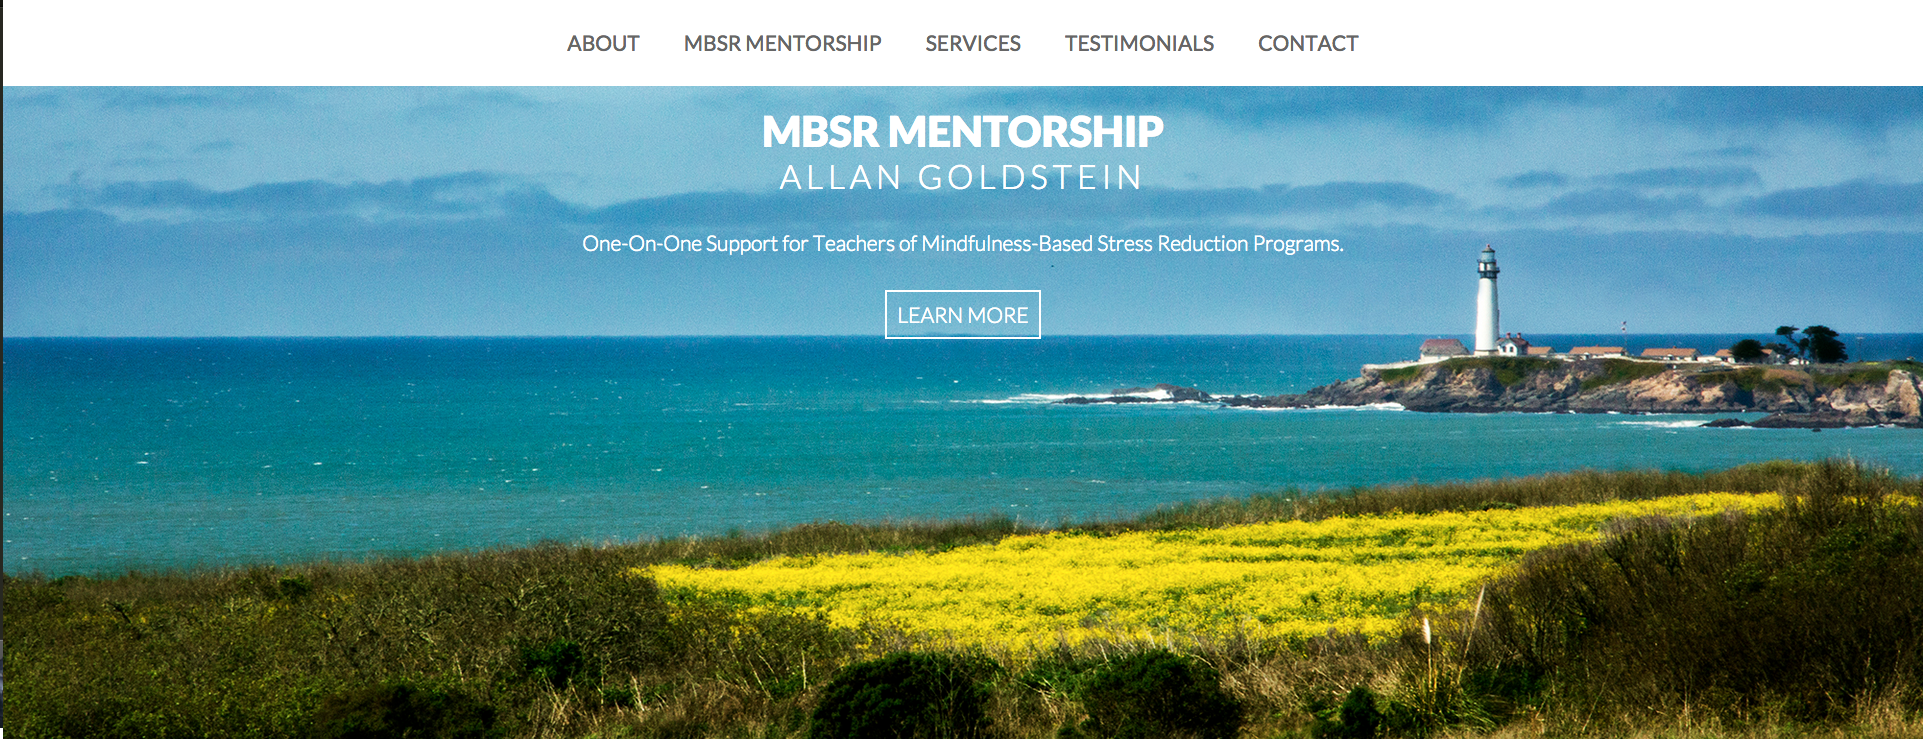 ABOUT MBSR MENTORSHIP SERVICES TESTIMONIALS CONTACT
MBSR MENTORSHIP
ALLAN GOLDSTEIN
One-On-One Support for Teachers of Mindfulness-Based Stress Reduction Programs.
LEARN MORE